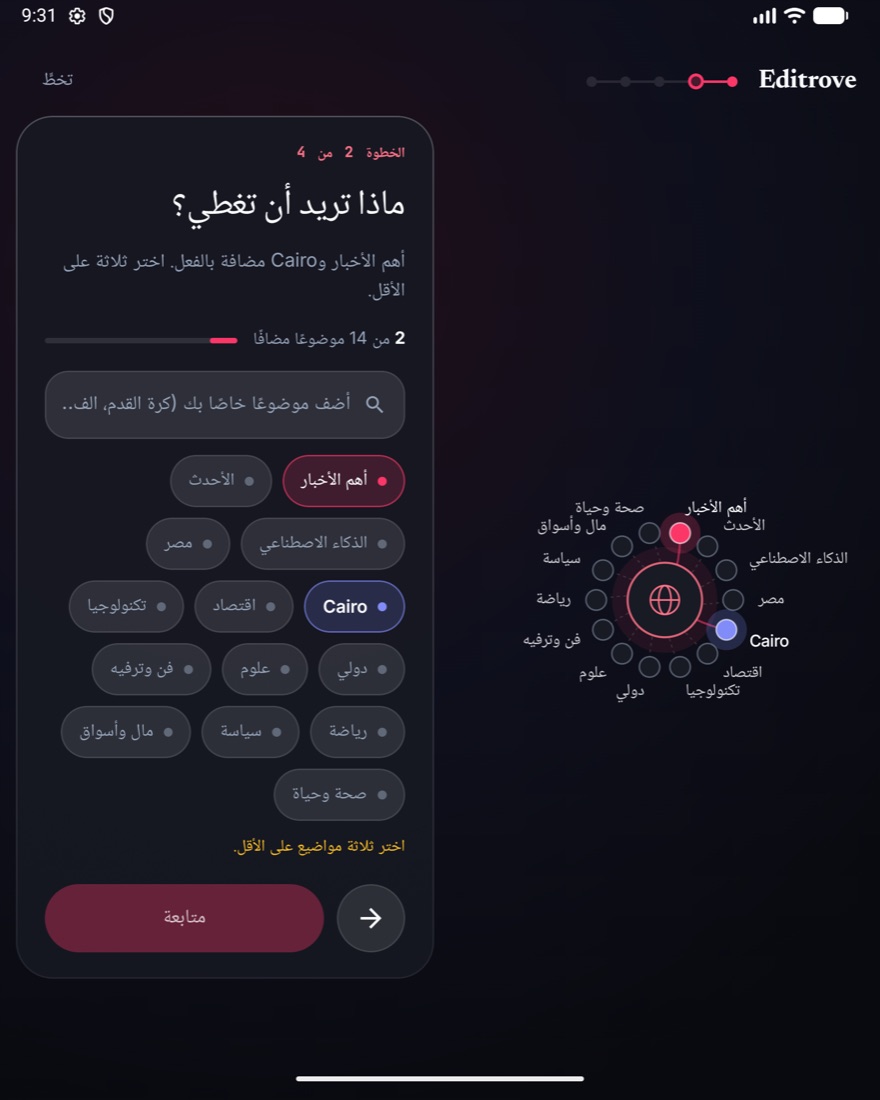 9:31
Editrove
تخطَّ
الخطوة 2 من 4
ماذا تريد أن تغطي؟
أهم الأخبار وCairo مضافة بالفعل. اختر ثلاثة على
الأقل.
2 من 14 موضوعًا مضافًا
أضف موضوعًا خاصًا بك (كرة القدم، الف..
أهم الأخبار
الأحدث
الذكاء الاصطناعي
مصر
Cairo
اقتصاد
تكنولوجيا
دولي
علوم
فن وترفيه
رياضة
سياسة
مال وأسواق
صحة وحياة
اختر ثلاثة مواضيع على الأقل.
متابعة
أهم الأخبار
الأحدث
الذكاء الاصطناعي
مصر
Cairo
اقتصاد
تكنولوجيا
دولي
علوم
فن وترفيه
رياضة
سياسة
مال وأسواق
صحة وحياة